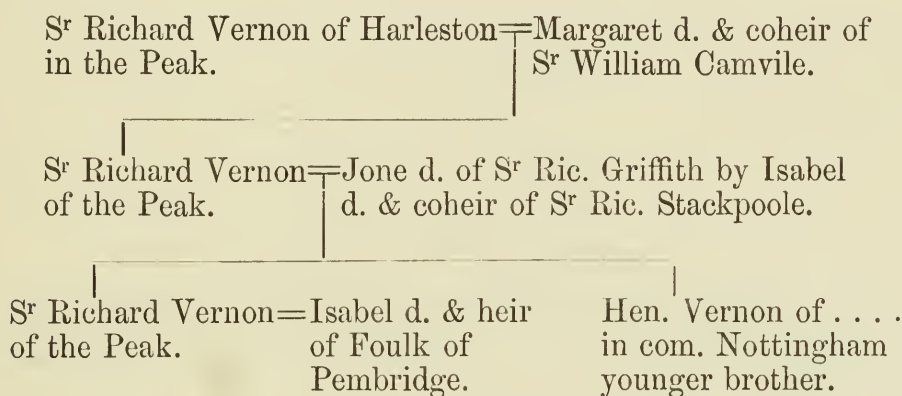 Sr Richard Vernon of Harleston=Margaret d. & coheir of
in the Peak. Sr William Camvile.
Sr Richard Vernon=Jone d. of Sr Ric. Griffith by Isabel
of the Peak. d. & coheir of Sr Ric. Stackpoole.
Sr Richard Vernon=Isabel d. & heir Hen. Vernon of . . . .
of the Peak. of Foulk of in com. Nottingham
Pembridge. younger brother.